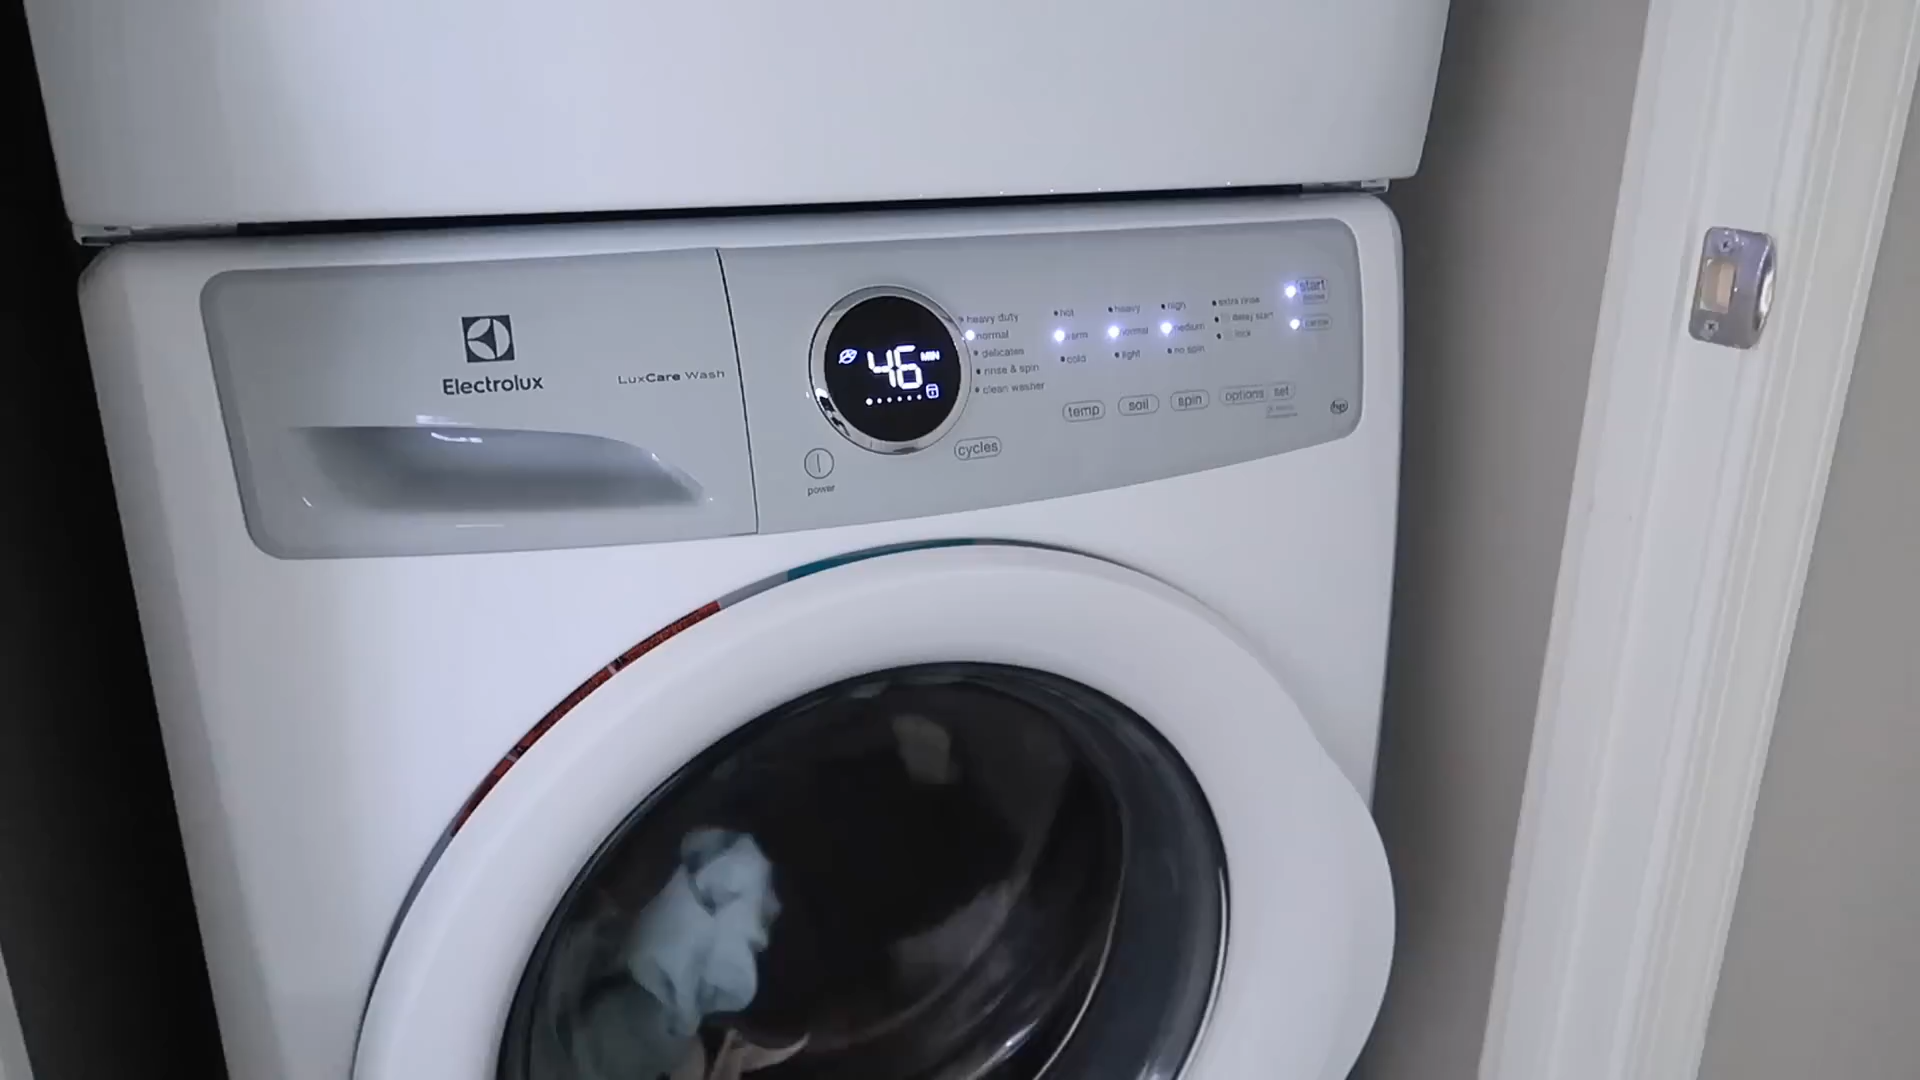 Electrolux
LuxCare Wash
46 MIN
power
cycles
heavy duty
normal
delicates
rinse & spin
clean washer
hot
warm
cold
temp
heavy
normal
light
soil
high
medium
no spin
spin
extra rinse
delay start
lock
options
set
start
cancel
hp